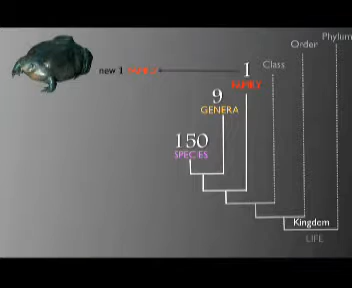 Phylum
Order
Class
new 1 FAMILY
1
FAMILY
9
GENERA
150
SPECIES
Kingdom
LIFE